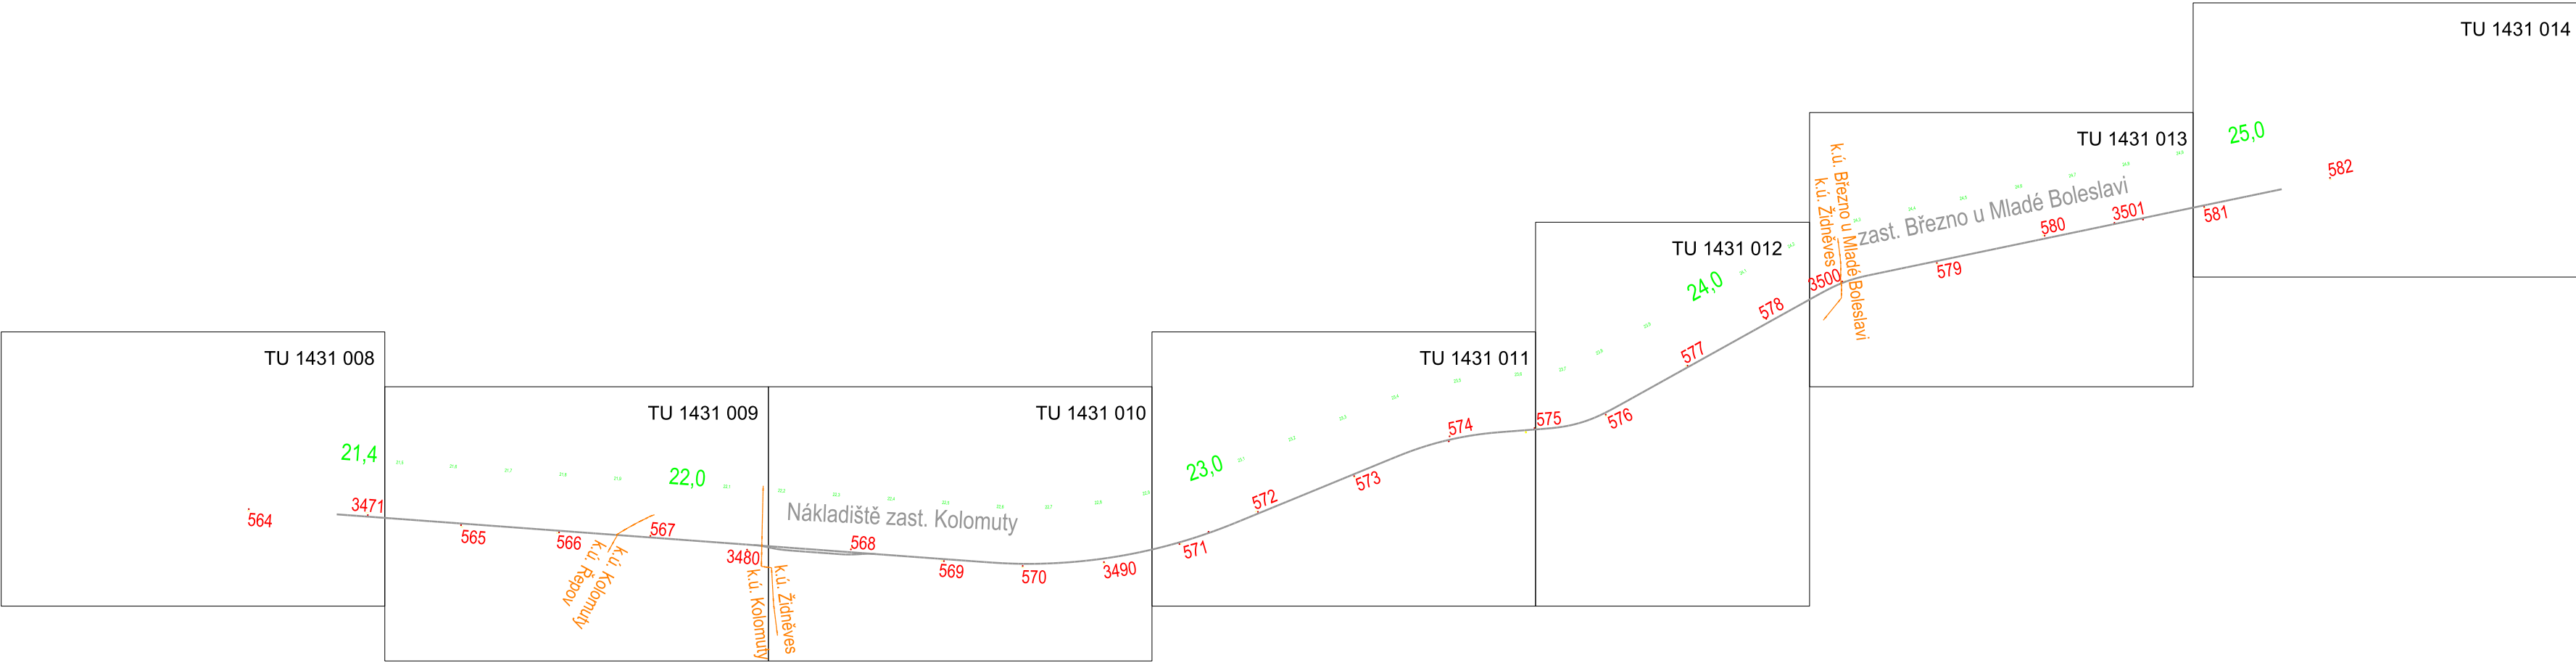 TU 1431 008
21,4
564
3471
TU 1431 009
22,0
565
566
567
3480
k.ú. Řepov
k.ú. Kolomuty
k.ú. Kolomuty
k.ú. Židněves
TU 1431 010
Nákladiště zast. Kolomuty
568
569
570
3490
TU 1431 011
23,0
571
572
573
574
TU 1431 012
24,0
575
576
577
578
TU 1431 013
k.ú. Březno u Mladé Boleslavi
k.ú. Židněves
zast. Březno u Mladé Boleslavi
3500
579
580
3501
TU 1431 014
25,0
581
582